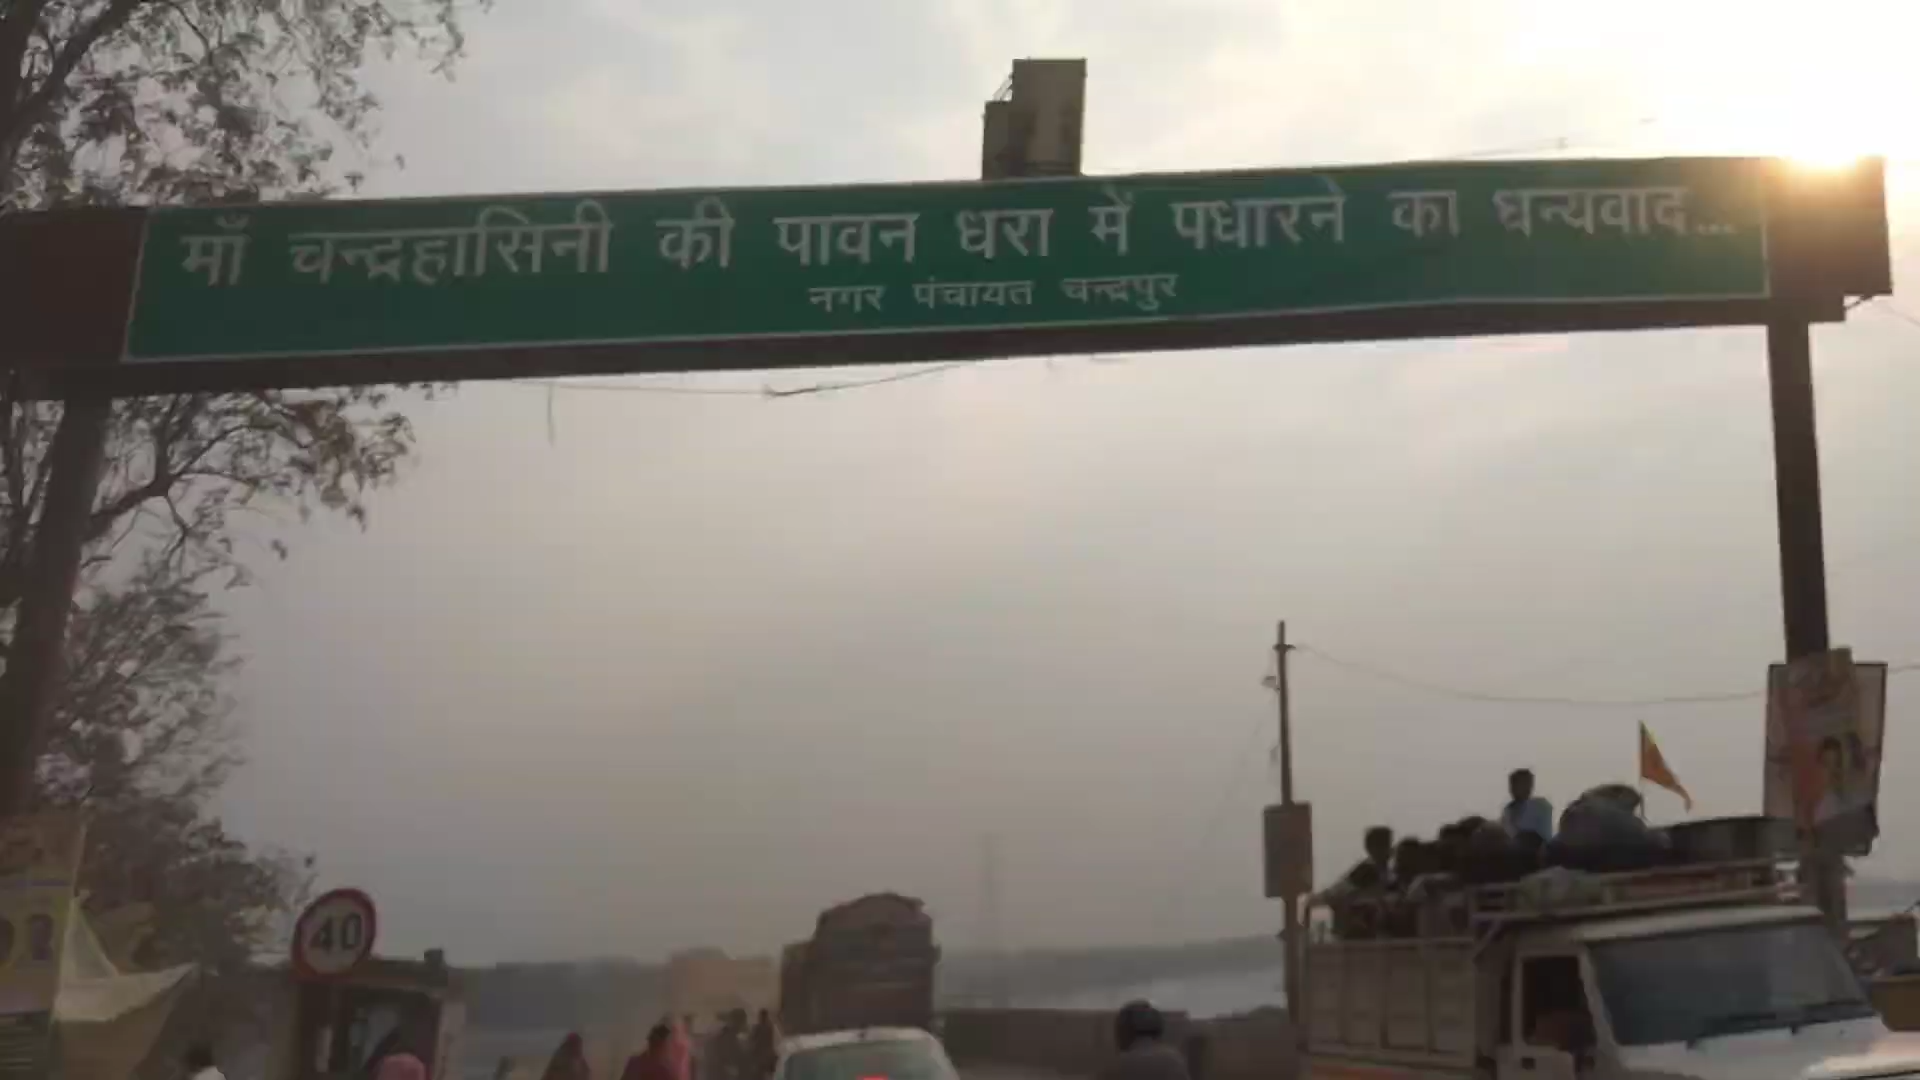 माँ चन्द्रहासिनी की पावन धरा में पधारने का धन्यवाद...
नगर पंचायत चन्द्रपुर
40